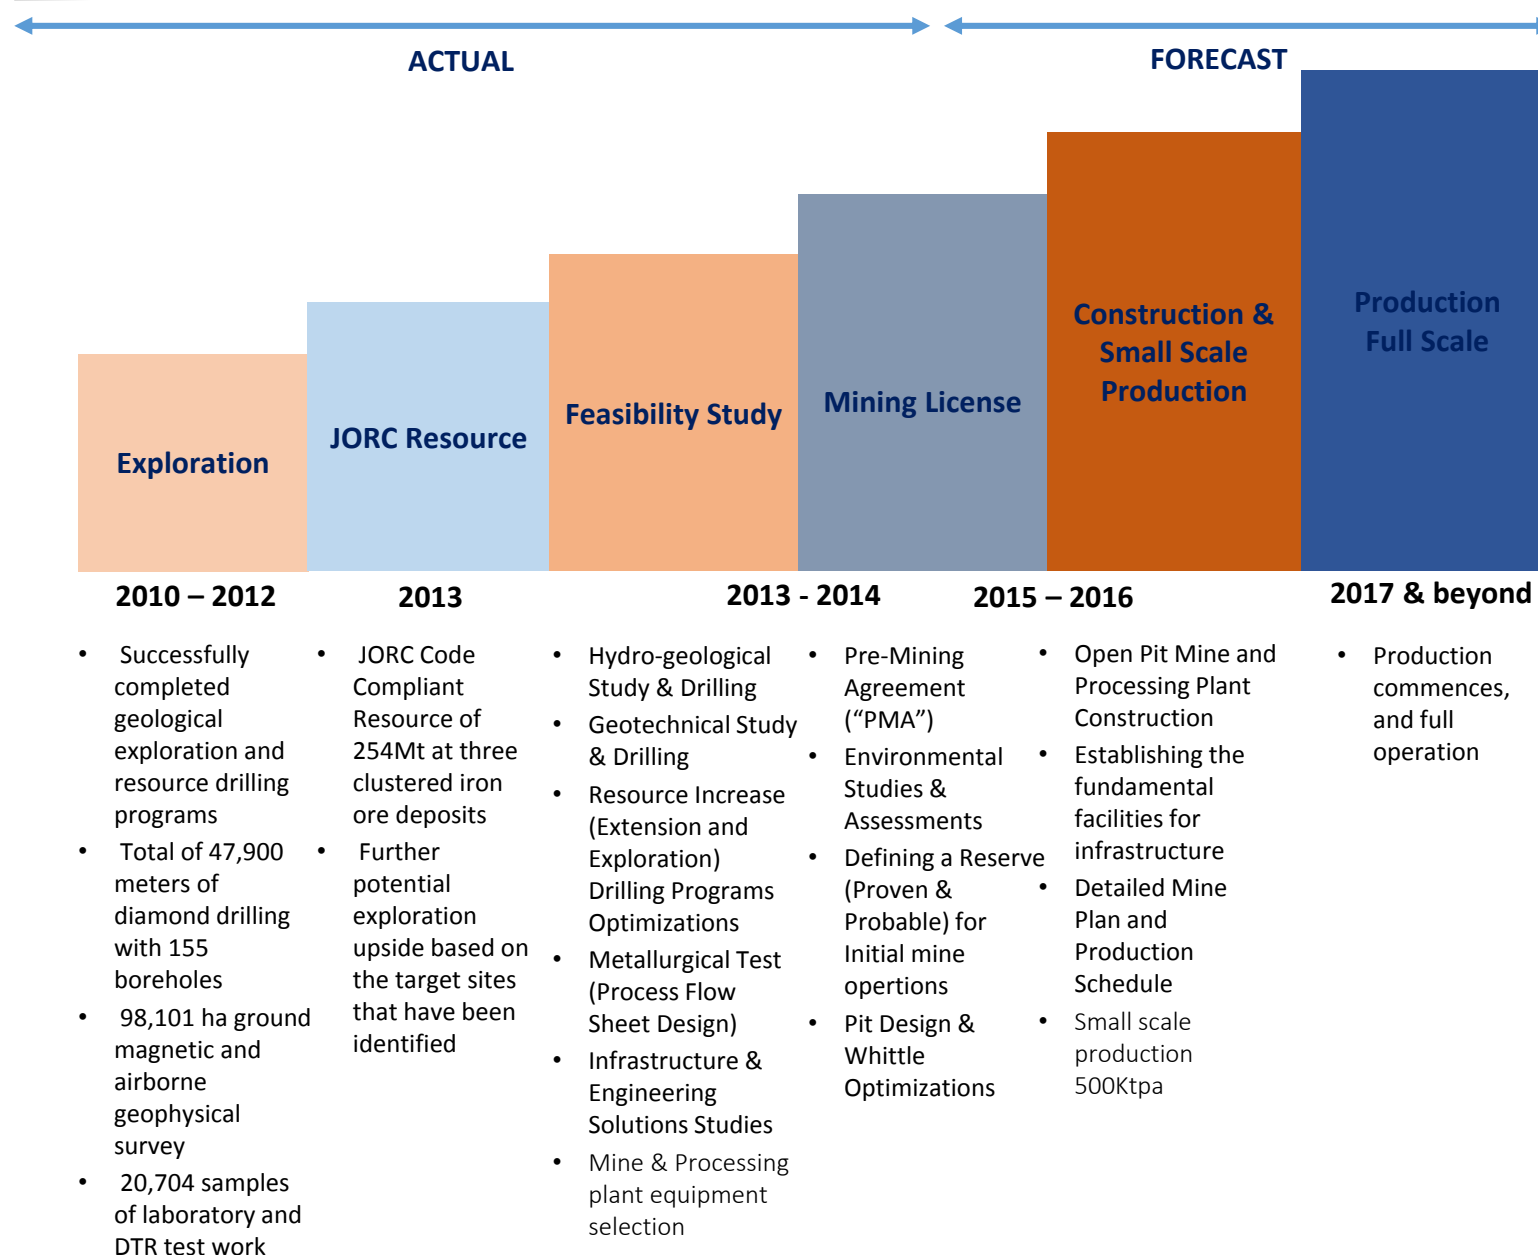 ACTUAL
FORECAST
Exploration
JORC Resource
Feasibility Study
Mining License
Construction &
Small Scale
Production
Production
Full Scale
2010 – 2012
2013
2013 - 2014
2015 – 2016
2017 & beyond
• Successfully
completed
geological
exploration and
resource drilling
programs
• Total of 47,900
meters of
diamond drilling
with 155
boreholes
• 98,101 ha ground
magnetic and
airborne
geophysical
survey
• 20,704 samples
of laboratory and
DTR test work
• JORC Code
Compliant
Resource of
254Mt at three
clustered iron
ore deposits
• Further
potential
exploration
upside based on
the target sites
that have been
identified
• Hydro-geological
Study & Drilling
• Geotechnical Study
& Drilling
• Resource Increase
(Extension and
Exploration)
Drilling Programs
Optimizations
• Metallurgical Test
(Process Flow
Sheet Design)
• Infrastructure &
Engineering
Solutions Studies
• Mine & Processing
plant equipment
selection
• Pre-Mining
Agreement
(“PMA”)
• Environmental
Studies &
Assessments
• Defining a Reserve
(Proven &
Probable) for
Initial mine
opertions
• Pit Design &
Whittle
Optimizations
• Open Pit Mine and
Processing Plant
Construction
• Establishing the
fundamental
facilities for
infrastructure
• Detailed Mine
Plan and
Production
Schedule
• Small scale
production
500Ktpa
• Production
commences,
and full
operation